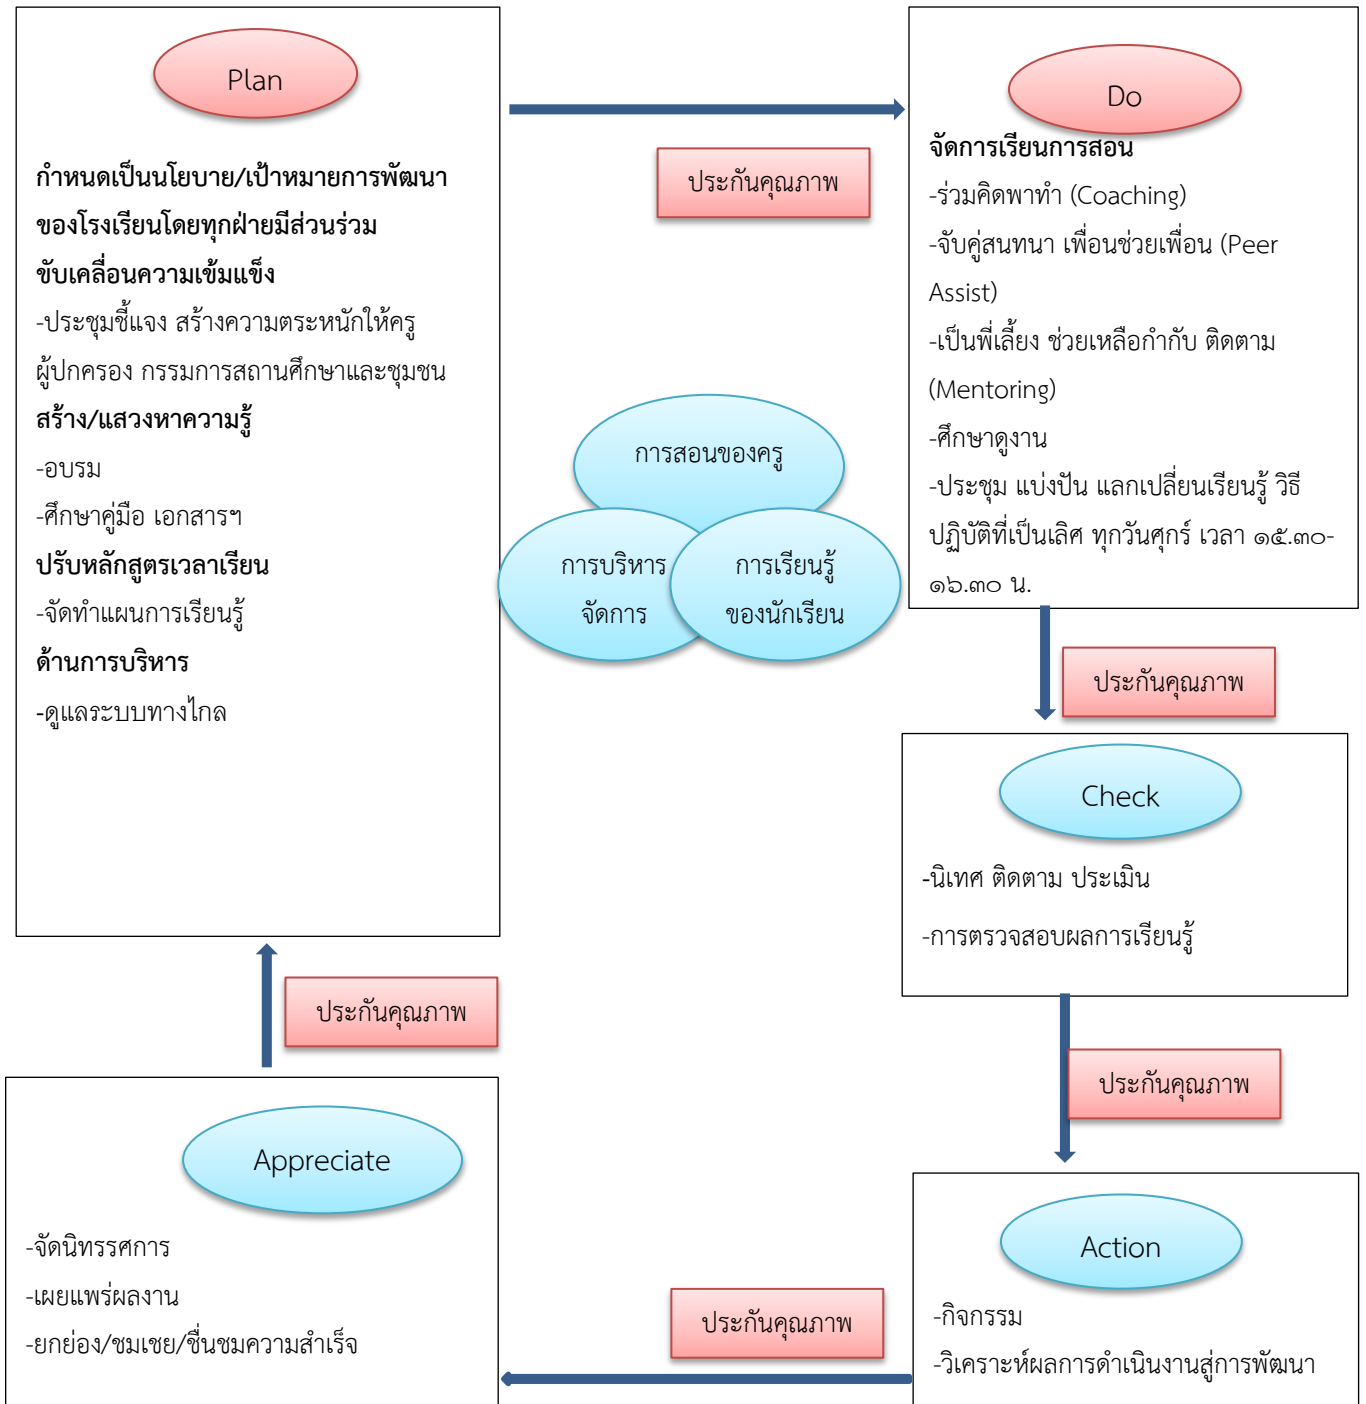 Plan
กำหนดเป็นนโยบาย/เป้าหมายการพัฒนา
ของโรงเรียนโดยทุกฝ่ายมีส่วนร่วม
ขับเคลื่อนความเข้มแข็ง
-ประชุมชี้แจง สร้างความตระหนักให้ครู
ผู้ปกครอง กรรมการสถานศึกษาและชุมชน
สร้าง/แสวงหาความรู้
-อบรม
-ศึกษาคู่มือ เอกสารฯ
ปรับหลักสูตรเวลาเรียน
-จัดทำแผนการเรียนรู้
ด้านการบริหาร
-ดูแลระบบทางไกล
ประกันคุณภาพ
Do
จัดการเรียนการสอน
-ร่วมคิดพาทำ (Coaching)
-จับคู่สนทนา เพื่อนช่วยเพื่อน (Peer
Assist)
-เป็นพี่เลี้ยง ช่วยเหลือกำกับ ติดตาม
(Mentoring)
-ศึกษาดูงาน
-ประชุม แบ่งปัน แลกเปลี่ยนเรียนรู้ วิธี
ปฏิบัติที่เป็นเลิศ ทุกวันศุกร์ เวลา ๑๕.๓๐-
๑๖.๓๐ น.
การสอนของครู
การบริหาร
จัดการ
การเรียนรู้
ของนักเรียน
ประกันคุณภาพ
Check
-นิเทศ ติดตาม ประเมิน
-การตรวจสอบผลการเรียนรู้
ประกันคุณภาพ
Action
-กิจกรรม
-วิเคราะห์ผลการดำเนินงานสู่การพัฒนา
ประกันคุณภาพ
Appreciate
-จัดนิทรรศการ
-เผยแพร่ผลงาน
-ยกย่อง/ชมเชย/ชื่นชมความสำเร็จ
ประกันคุณภาพ